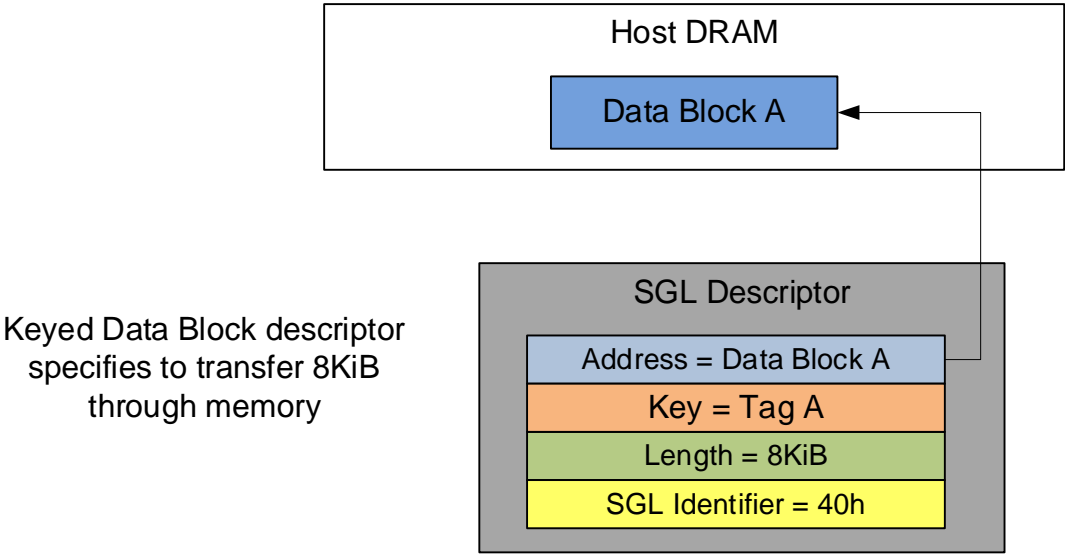 Host DRAM
Data Block A
SGL Descriptor
Keyed Data Block descriptor
specifies to transfer 8KiB
through memory
Address = Data Block A
Key = Tag A
Length = 8KiB
SGL Identifier = 40h